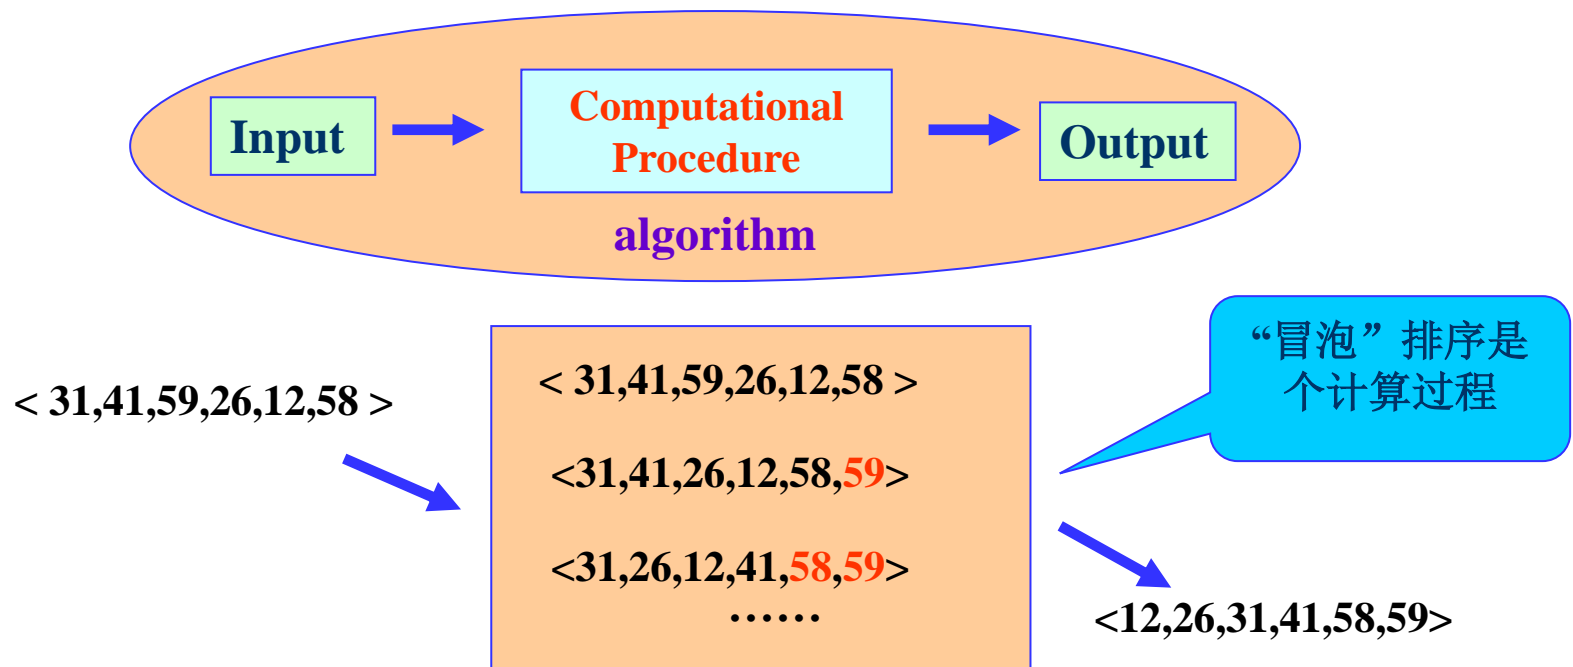 Input
Computational
Procedure
Output
algorithm
“冒泡”排序是
个计算过程
< 31,41,59,26,12,58 >
< 31,41,59,26,12,58 >
<31,41,26,12,58,59>
<31,26,12,41,58,59>
……
<12,26,31,41,58,59>